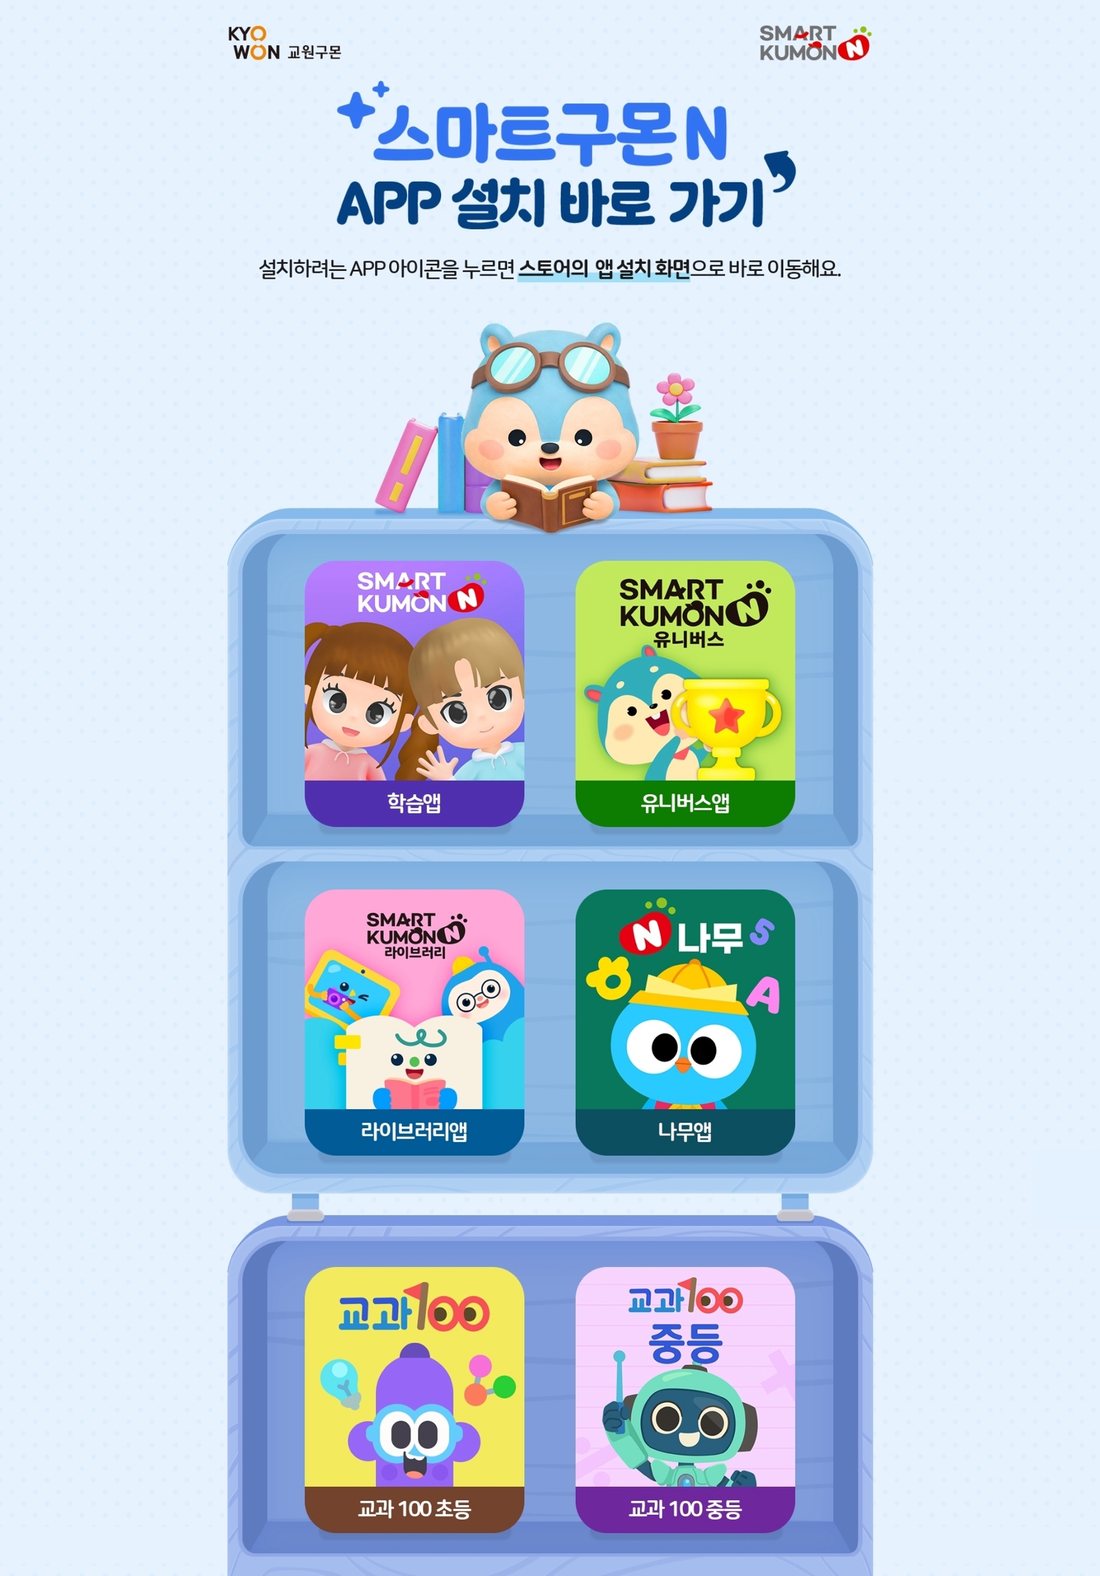 KYO
WON 교원구몬
SMART
KUMON N
스마트구몬 N
APP 설치 바로 가기
설치하려는 APP 아이콘을 누르면 스토어의 앱 설치 화면으로 바로 이동해요.
SMART
KUMON N
학습앱
SMART
KUMON N
유니버스
유니버스앱
SMART
KUMON N
라이브러리
라이브러리앱
N 나무 5
A
나무앱
교과100
교과 100 초등
교과100
중등
교과 100 중등